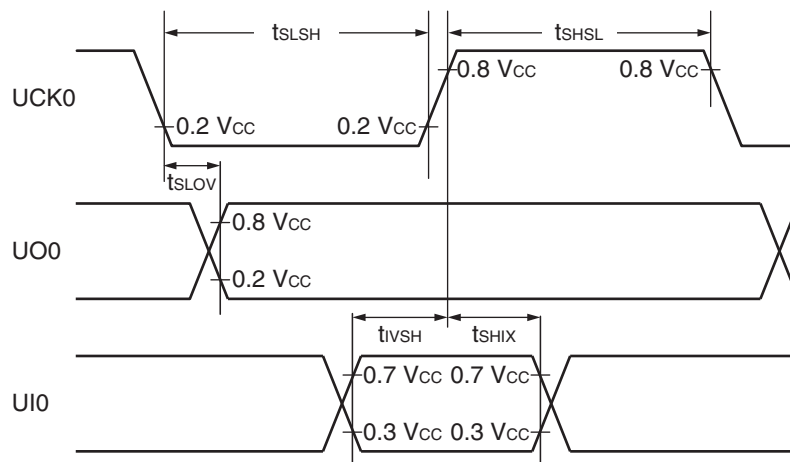 tSLSH tSHSL
UCK0 0.8 VCC 0.8 VCC
0.2 VCC 0.2 VCC
tSLOV
UO0 0.8 VCC
0.2 VCC
tIVSH tSHIX
UI0 0.7 VCC 0.7 VCC
0.3 VCC 0.3 VCC